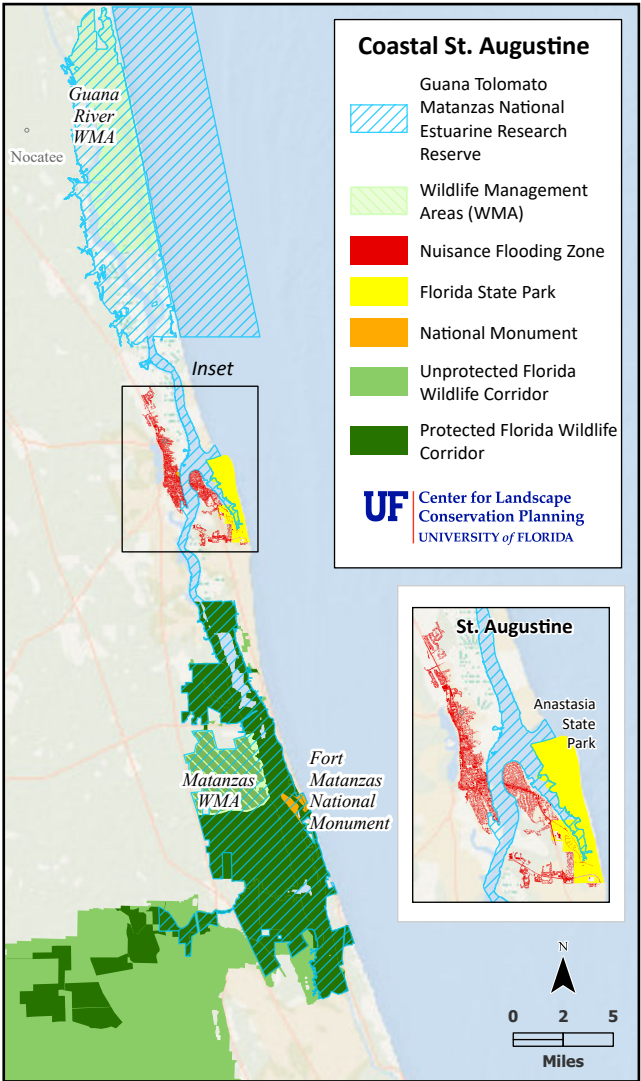 Coastal St. Augustine
Guana Tolomato
Matanzas National
Estuarine Research
Reserve
Wildlife Management
Areas (WMA)
Nuisance Flooding Zone
Florida State Park
National Monument
Unprotected Florida
Wildlife Corridor
Protected Florida Wildlife
Corridor
UF
Center for Landscape
Conservation Planning
UNIVERSITY of FLORIDA
Guana
River
WMA
Nocatee
Inset
Matanzas
WMA
Fort
Matanzas
National
Monument
St. Augustine
Anastasia
State
Park
N
0 2 5
Miles